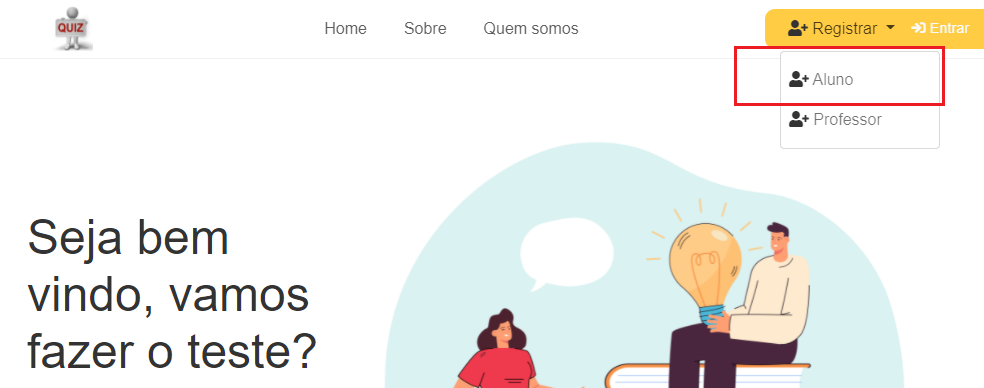 QUIZ
Home Sobre Quem somos
Registrar Entrar
Aluno
Professor
Seja bem
vindo, vamos
fazer o teste?